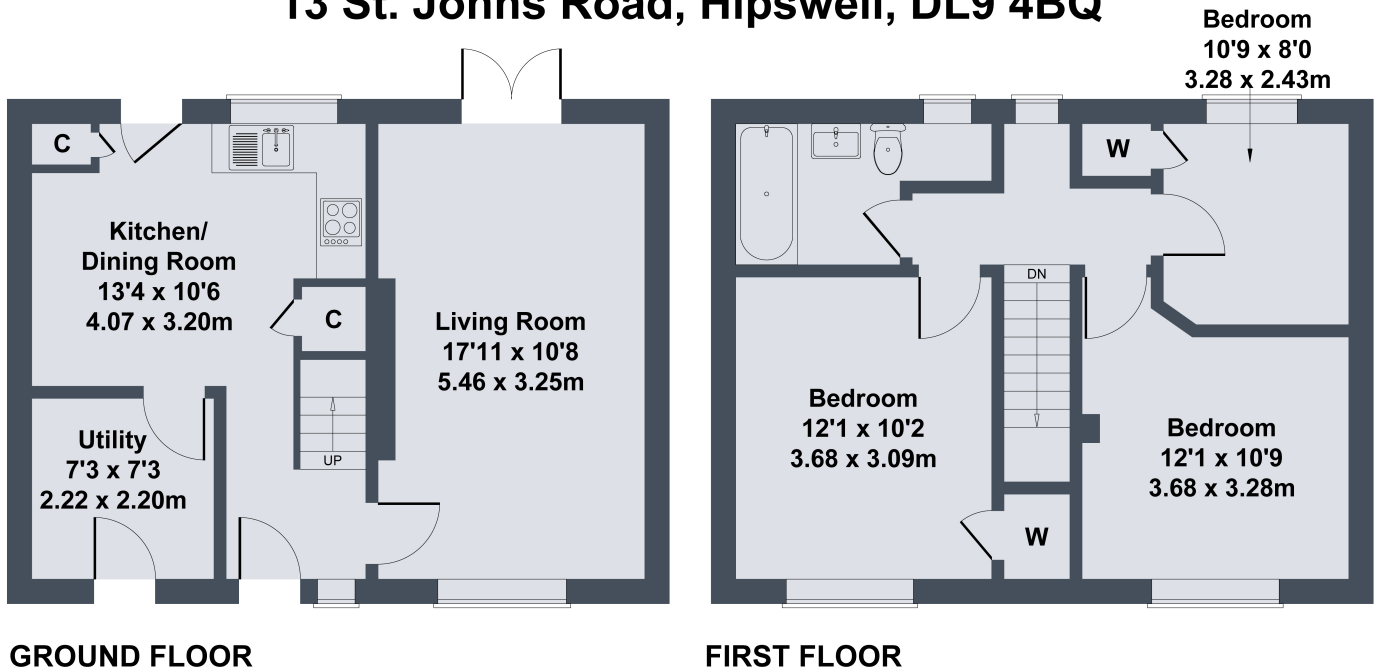 13 St. Johns Road, Hipswell, DL9 4BQ
Bedroom
10'9 x 8'0
3.28 x 2.43m
C
W
Kitchen/
Dining Room
13'4 x 10'6
4.07 x 3.20m
C
Living Room
17'11 x 10'8
5.46 x 3.25m
DN
Bedroom
12'1 x 10'2
3.68 x 3.09m
Bedroom
12'1 x 10'9
3.68 x 3.28m
Utility
7'3 x 7'3
2.22 x 2.20m
UP
W
GROUND FLOOR
FIRST FLOOR